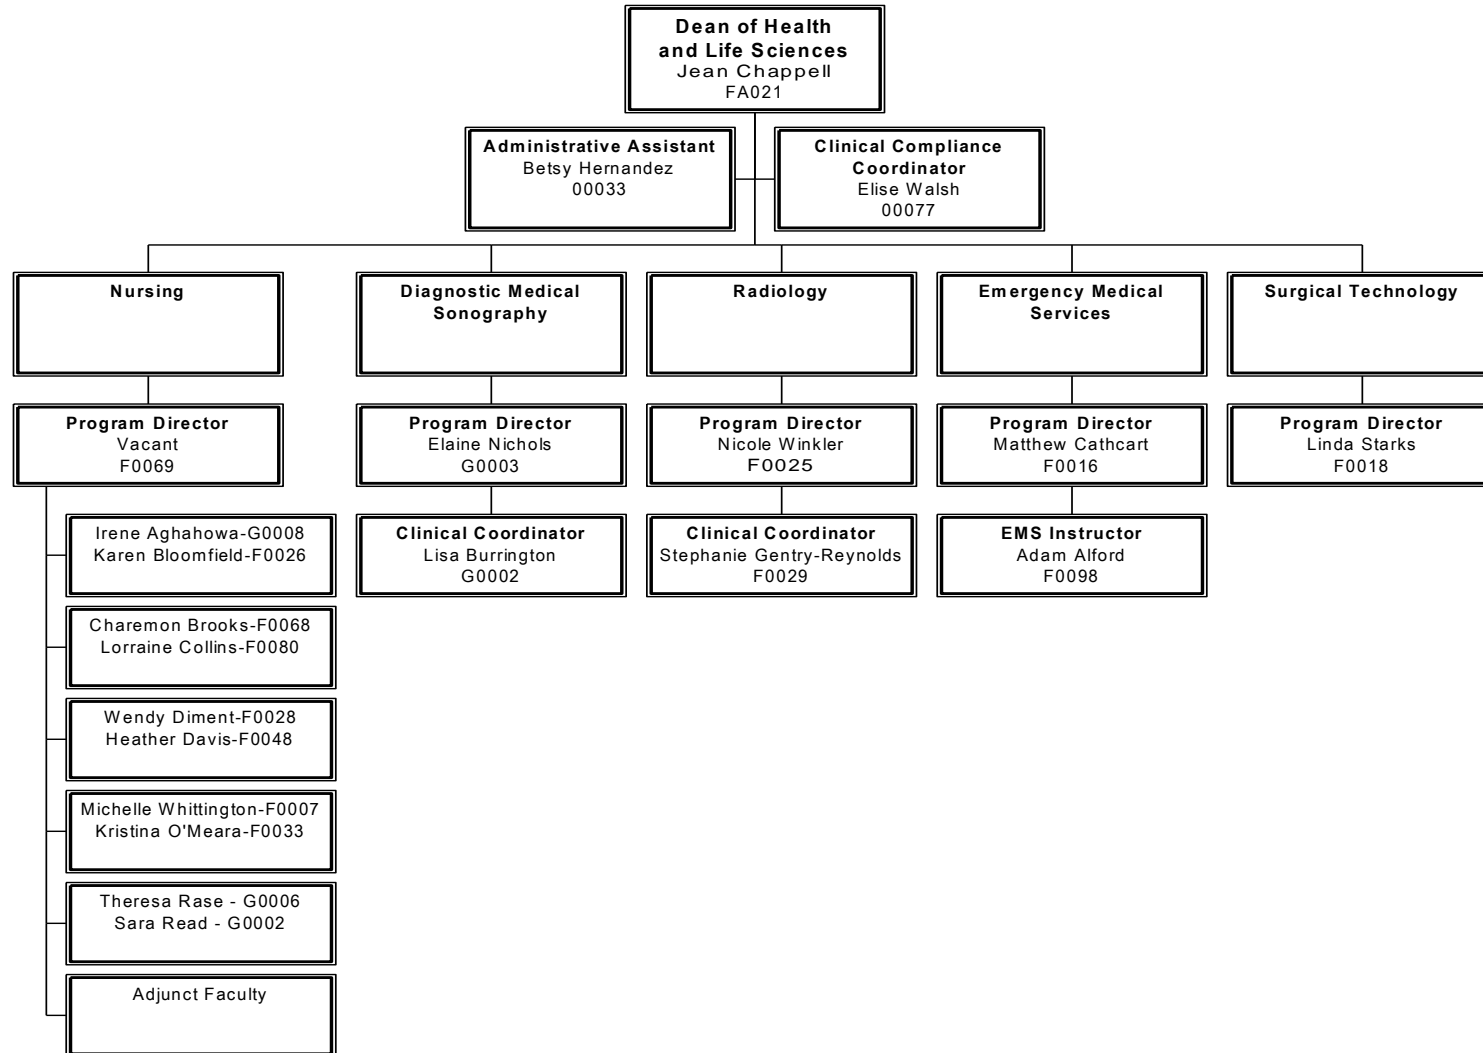 Dean of Health
and Life Sciences
Jean Chappell
FA021
Administrative Assistant
Betsy Hernandez
00033
Clinical Compliance
Coordinator
Elise Walsh
00077
Nursing
Diagnostic Medical
Sonography
Radiology
Emergency Medical
Services
Surgical Technology
Program Director
Vacant
F0069
Program Director
Elaine Nichols
G0003
Program Director
Nicole Winkler
F0025
Program Director
Matthew Cathcart
F0016
Program Director
Linda Starks
F0018
Irene Aghahowa-G0008
Karen Bloomfield-F0026
Clinical Coordinator
Lisa Burrington
G0002
Clinical Coordinator
Stephanie Gentry-Reynolds
F0029
EMS Instructor
Adam Alford
F0098
Charemon Brooks-F0068
Lorraine Collins-F0080
Wendy Diment-F0028
Heather Davis-F0048
Michelle Whittington-F0007
Kristina O'Meara-F0033
Theresa Rase - G0006
Sara Read - G0002
Adjunct Faculty